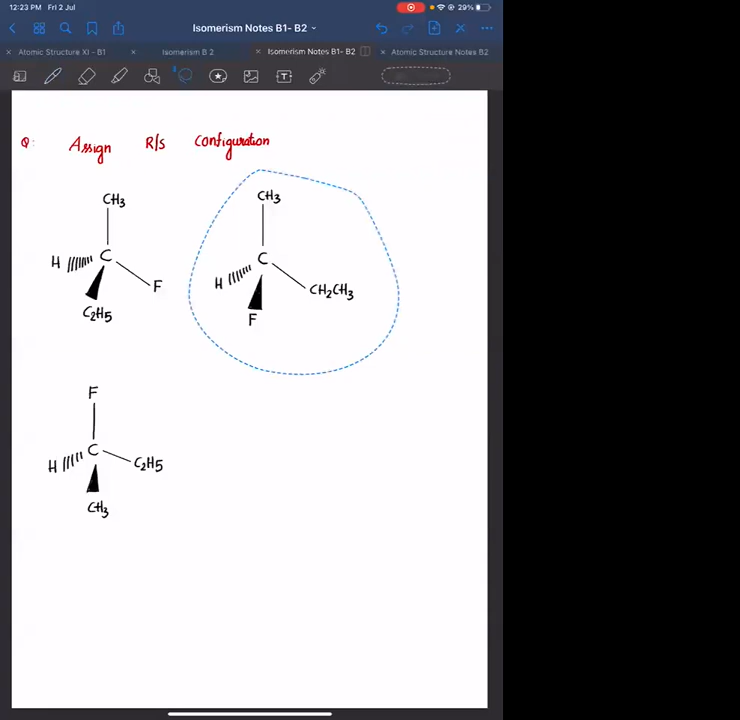 12:23 PM Fri 2 Jul
29%
Isomerism Notes B1- B2
Atomic Structure XI - B1
Isomerism B 2
Isomerism Notes B1- B2
Atomic Structure Notes B2
Q: Assign R/S Configuration
CH3
CH3
H C
C
F
H
CH2CH3
C2H5
F
F
C
H
C2H5
CH3